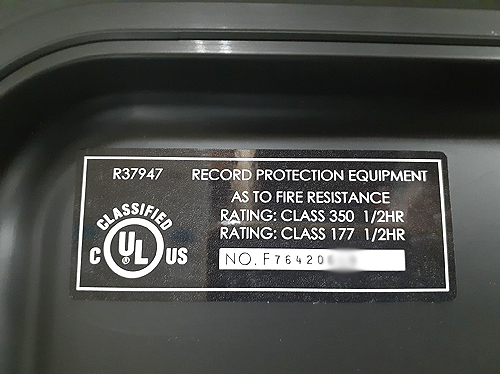 R37947 RECORD PROTECTION EQUIPMENT
AS TO FIRE RESISTANCE
RATING: CLASS 350 1/2HR
RATING: CLASS 177 1/2HR
CLASSIFIED
C UL US
®
NO. F76420